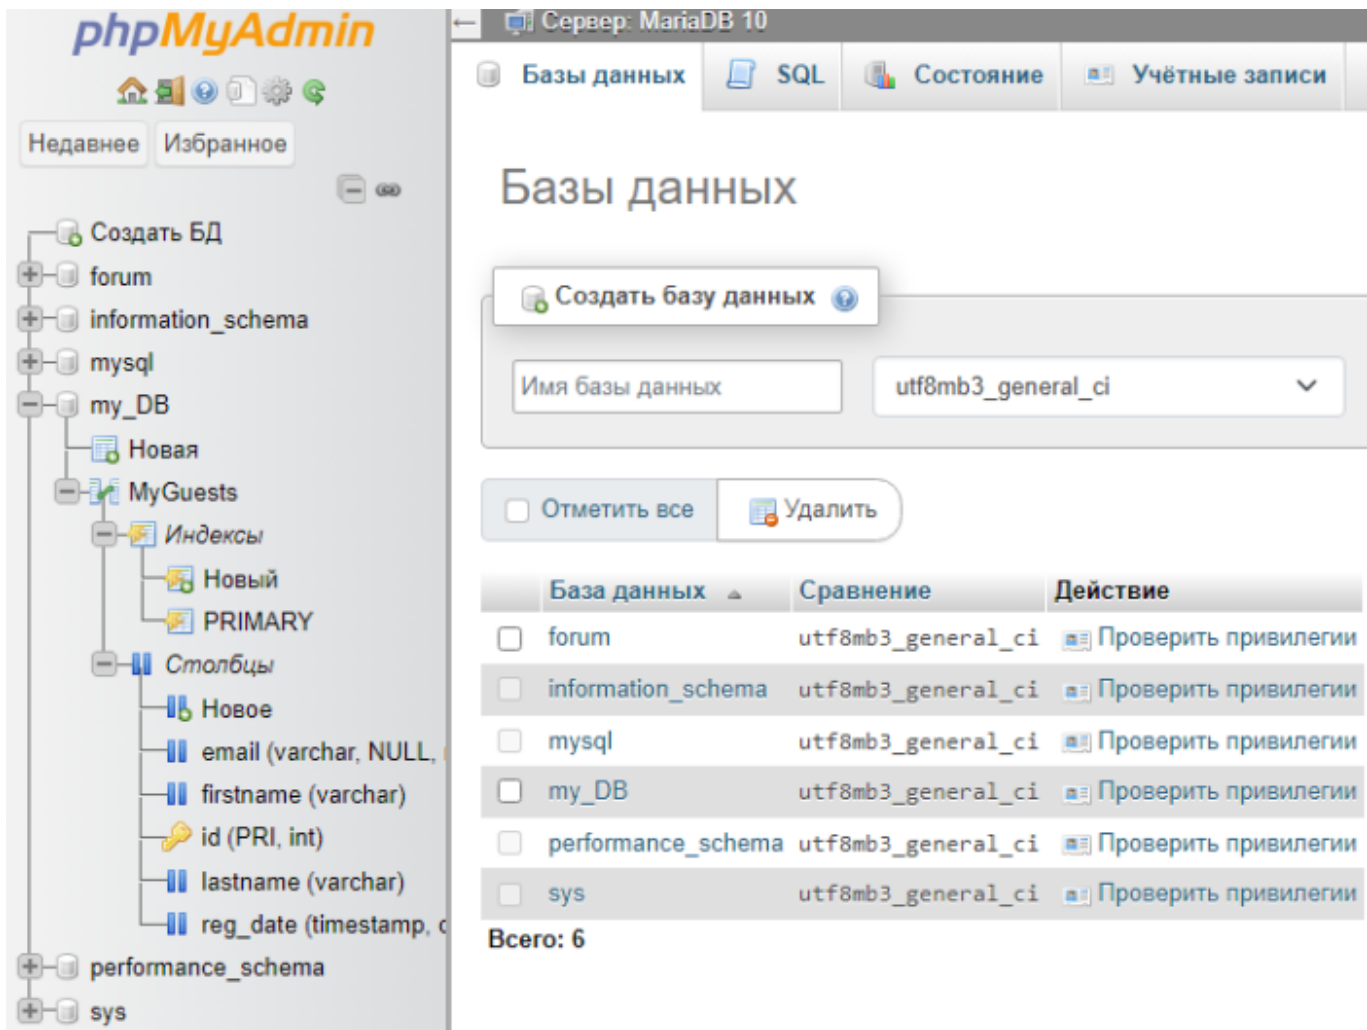 phpMyAdmin
Недавнее Избранное
Создать БД
forum
information_schema
mysql
my_DB
Новая
MyGuests
Индексы
Новый
PRIMARY
Столбцы
Новое
email (varchar, NULL,
firstname (varchar)
id (PRI, int)
lastname (varchar)
reg_date (timestamp,
performance_schema
sys
Сервер: MariaDB 10
Базы данных SQL Состояние Учётные записи
Базы данных
Создать базу данных
Имя базы данных utf8mb3_general_ci
Отметить все Удалить
База данных Сравнение Действие
forum utf8mb3_general_ci Проверить привилегии
information_schema utf8mb3_general_ci Проверить привилегии
mysql utf8mb3_general_ci Проверить привилегии
my_DB utf8mb3_general_ci Проверить привилегии
performance_schema utf8mb3_general_ci Проверить привилегии
sys utf8mb3_general_ci Проверить привилегии
Всего: 6